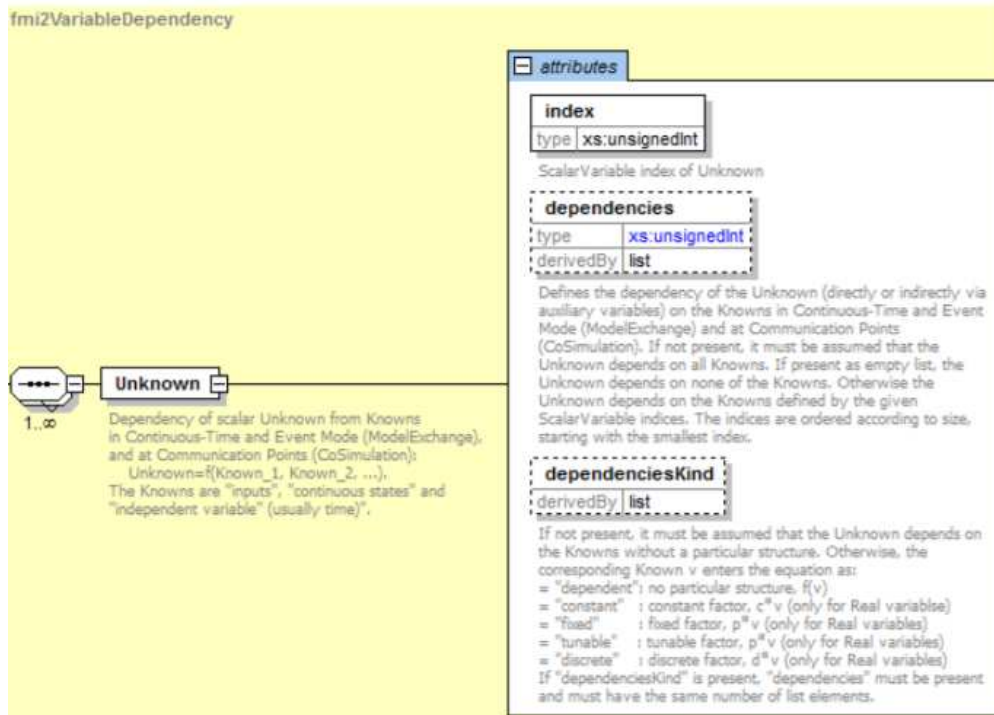 fmi2VariableDependency
attributes
index
type xs:unsignedInt
ScalarVariable index of Unknown
dependencies
type xs:unsignedInt
derivedBy list
Defines the dependency of the Unknown (directly or indirectly via
auxiliary variables) on the Knowns in Continuous-Time and Event
Mode (ModelExchange) and at Communication Points
(CoSimulation). If not present, it must be assumed that the
Unknown depends on all Knowns. If present as empty list, the
Unknown depends on none of the Knowns. Otherwise the
Unknown depends on the Knowns defined by the given
ScalarVariable indices. The indices are ordered according to size,
starting with the smallest index.
Unknown
1..∞
Dependency of scalar Unknown from Knowns
in Continuous-Time and Event Mode (ModelExchange),
and at Communication Points (CoSimulation):
Unknown=f(Known_1, Known_2, ...).
The Knowns are "inputs", "continuous states" and
"independent variable" (usually time)".
dependenciesKind
derivedBy list
If not present, it must be assumed that the Unknown depends on
the Knowns without a particular structure. Otherwise, the
corresponding Known v enters the equation as:
= "dependent": no particular structure, f(v)
= "constant" : constant factor, c*v (only for Real variablse)
= "fixed" : fixed factor, p*v (only for Real variables)
= "tunable" : tunable factor, p*v (only for Real variables)
= "discrete" : discrete factor, d*v (only for Real variables)
If "dependenciesKind" is present, "dependencies" must be present
and must have the same number of list elements.